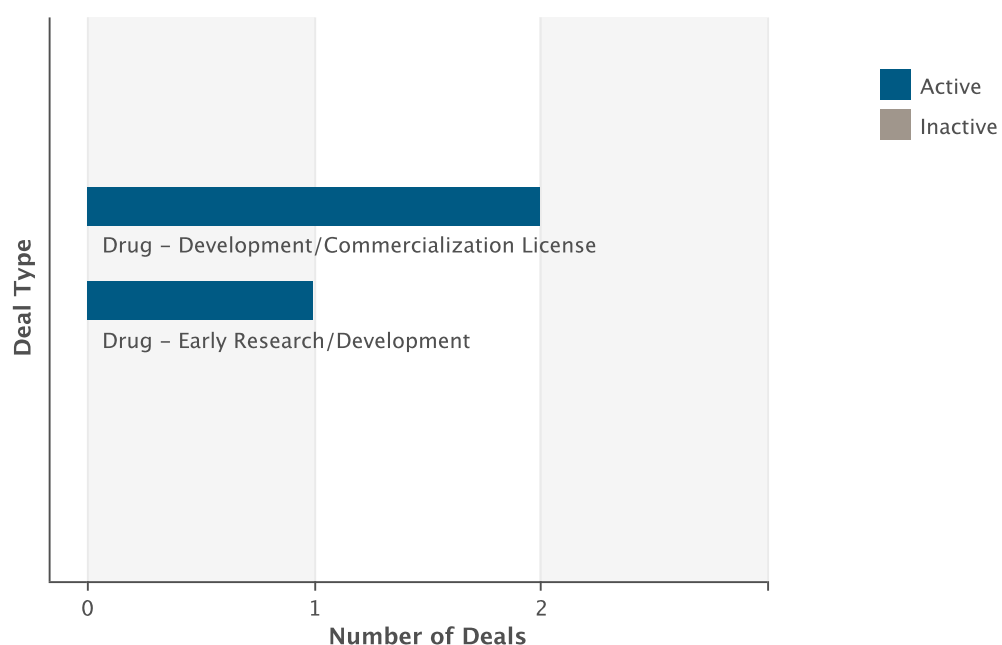 Active
Inactive
Drug – Development/Commercialization License
Drug – Early Research/Development
Deal Type
0 1 2
Number of Deals